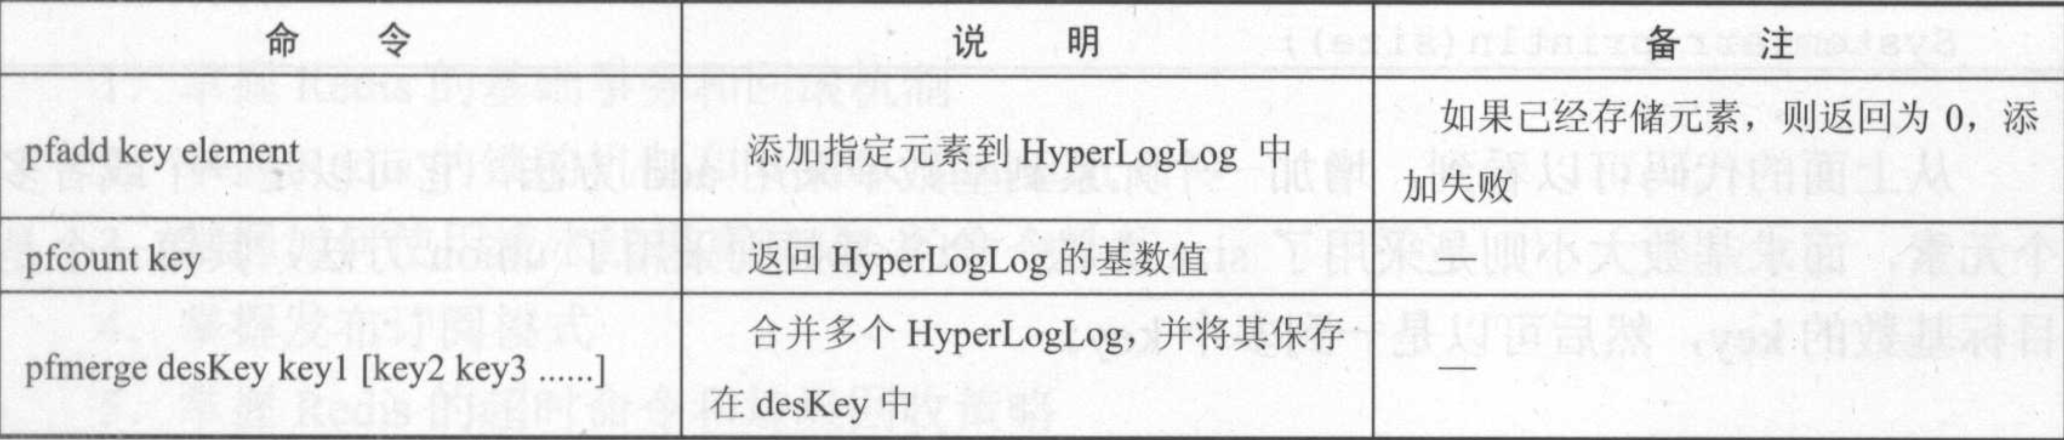 命 令
说 明
备 注
pfadd key element
添加指定元素到 HyperLogLog 中
如果已经存储元素，则返回为 0，添
加失败
pfcount key
返回 HyperLogLog 的基数值
—
pfmerge desKey key1 [key2 key3 ......]
合并多个 HyperLogLog，并将其保存
在 desKey 中
—